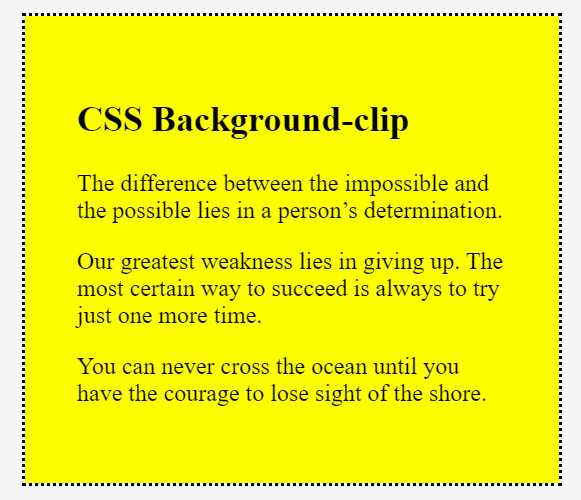 CSS Background-clip
The difference between the impossible and
the possible lies in a person’s determination.
Our greatest weakness lies in giving up. The
most certain way to succeed is always to try
just one more time.
You can never cross the ocean until you
have the courage to lose sight of the shore.